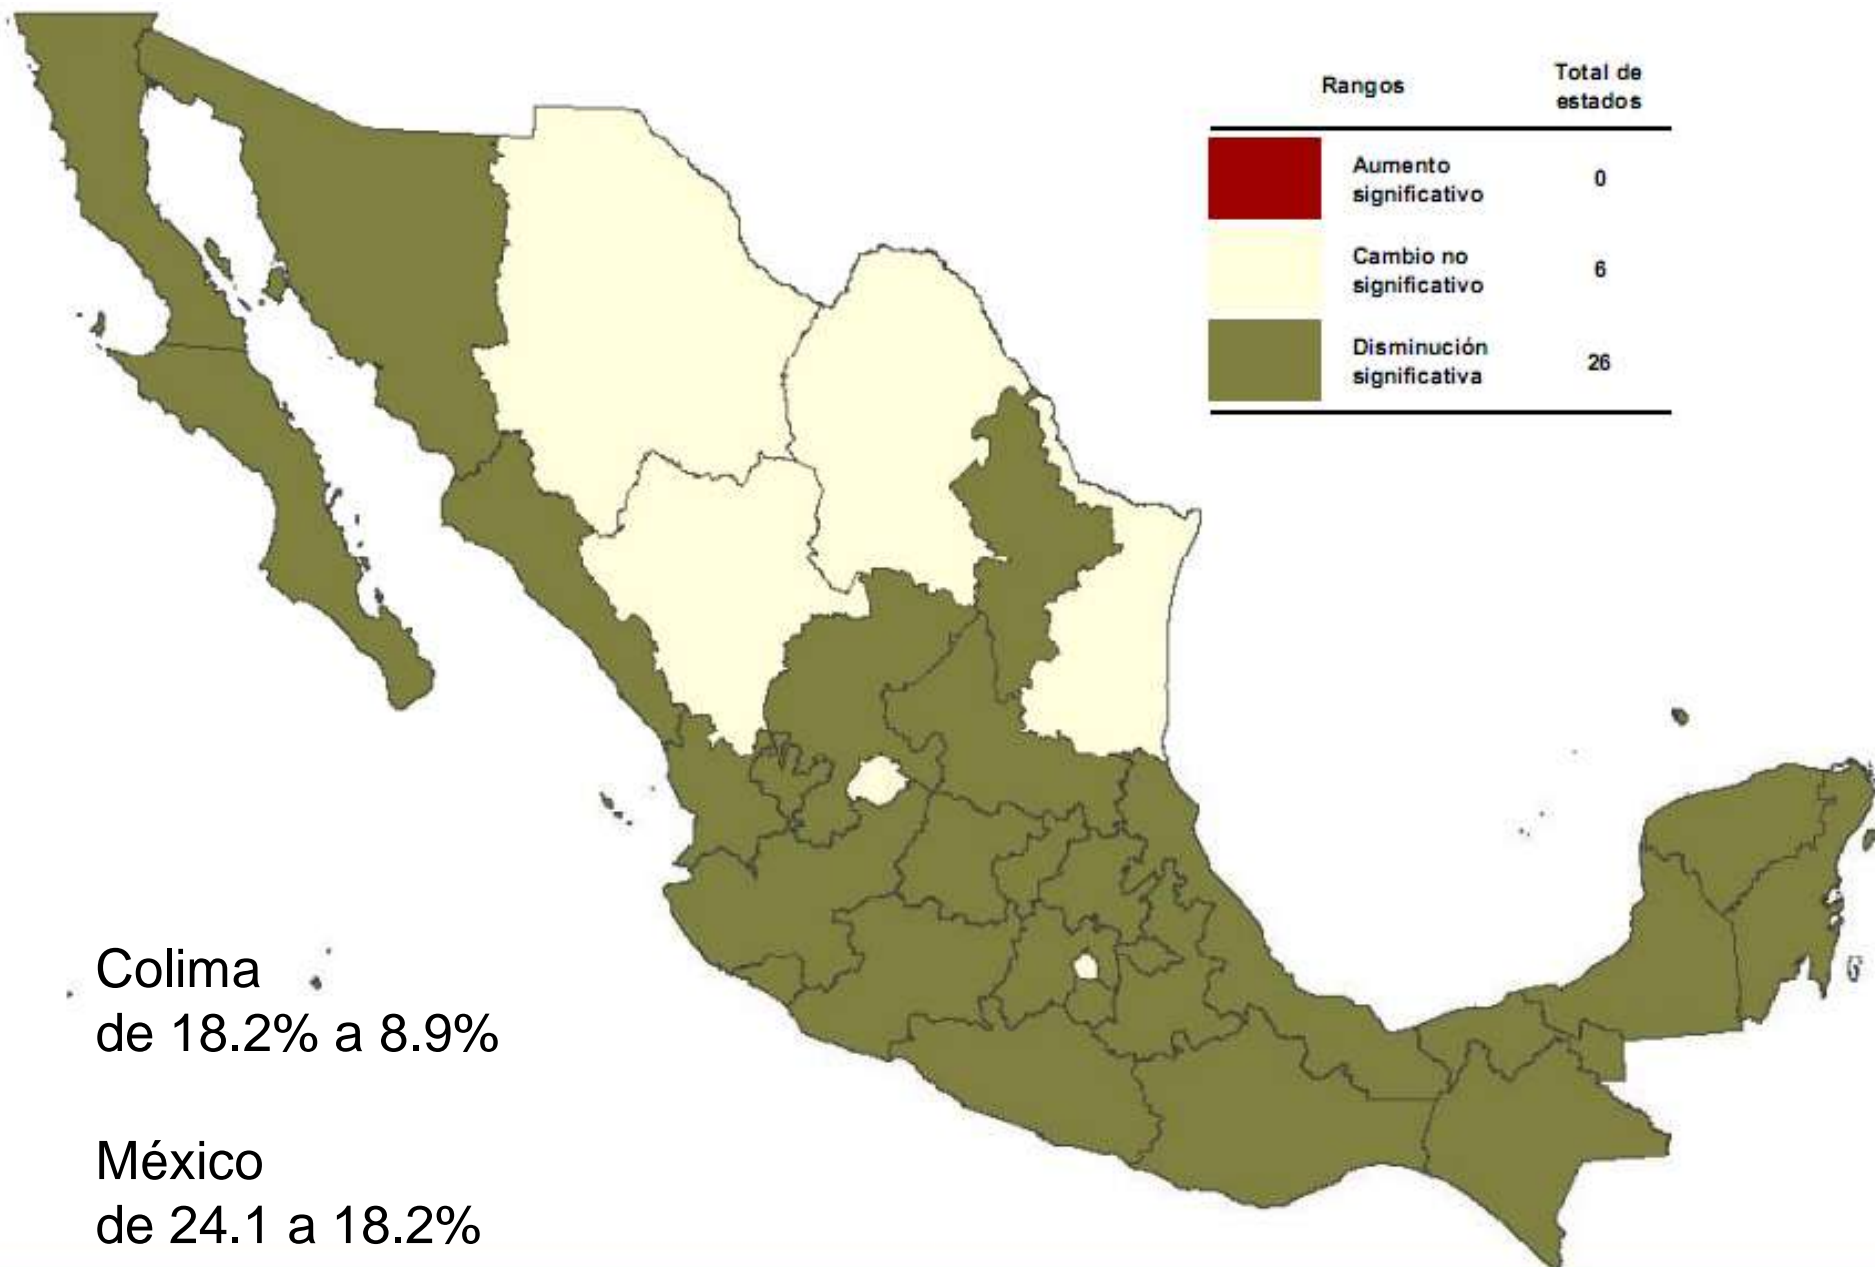 Rangos
Total de
estados
Aumento
significativo
0
Cambio no
significativo
6
Disminución
significativa
26
Colima
de 18.2% a 8.9%
México
de 24.1 a 18.2%